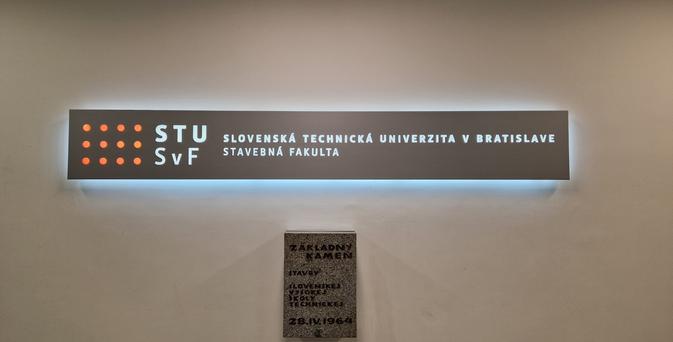 STU
SvF
SLOVENSKÁ TECHNICKÁ UNIVERZITA V BRATISLAVE
STAVEBNÁ FAKULTA
ZÁKLADNÝ
KAMEŇ
STAVBY
SLOVENSKEJ
VYSOKEJ
ŠKOLY
TECHNICKEJ
28.IV.1964